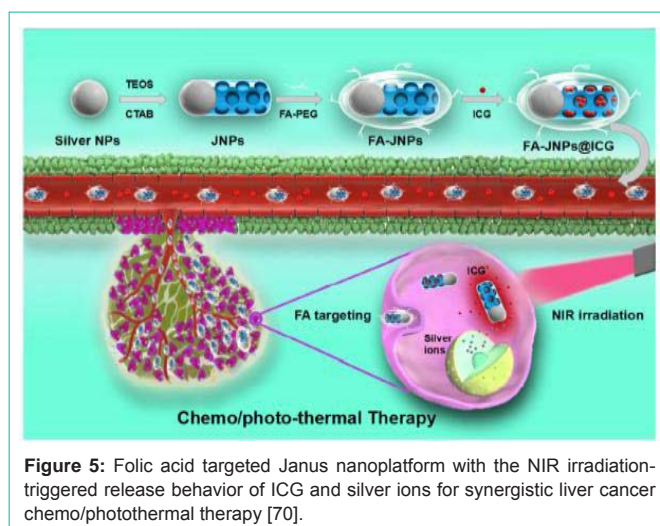 TEOS
CTAB
FA-PEG
ICG
Silver NPs
JNPs
FA-JNPs
FA-JNPs@ICG
ICG
FA targeting
NIR irradiation
Silver
ions
Chemo/photo-thermal Therapy
Figure 5: Folic acid targeted Janus nanoplatform with the NIR irradiation-
triggered release behavior of ICG and silver ions for synergistic liver cancer
chemo/photothermal therapy [70].